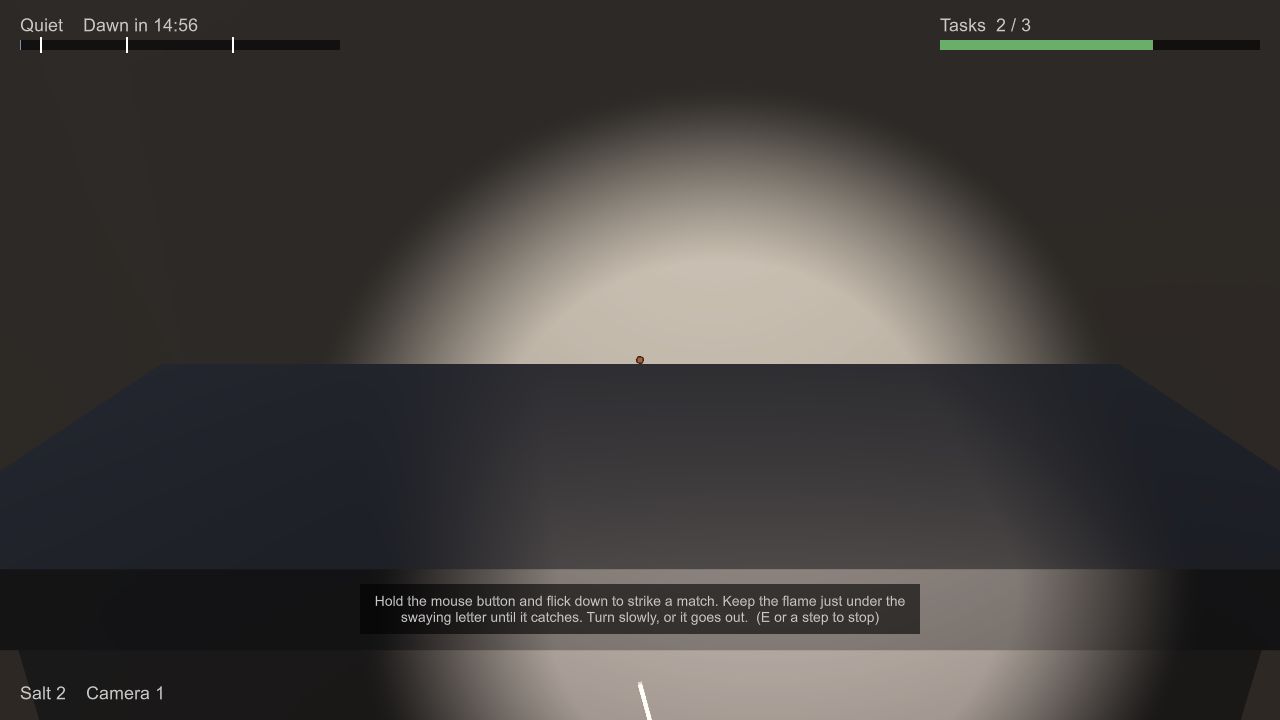 Quiet Dawn in 14:56
Tasks 2 / 3
Hold the mouse button and flick down to strike a match. Keep the flame just under the
swaying letter until it catches. Turn slowly, or it goes out. (E or a step to stop)
Salt 2 Camera 1